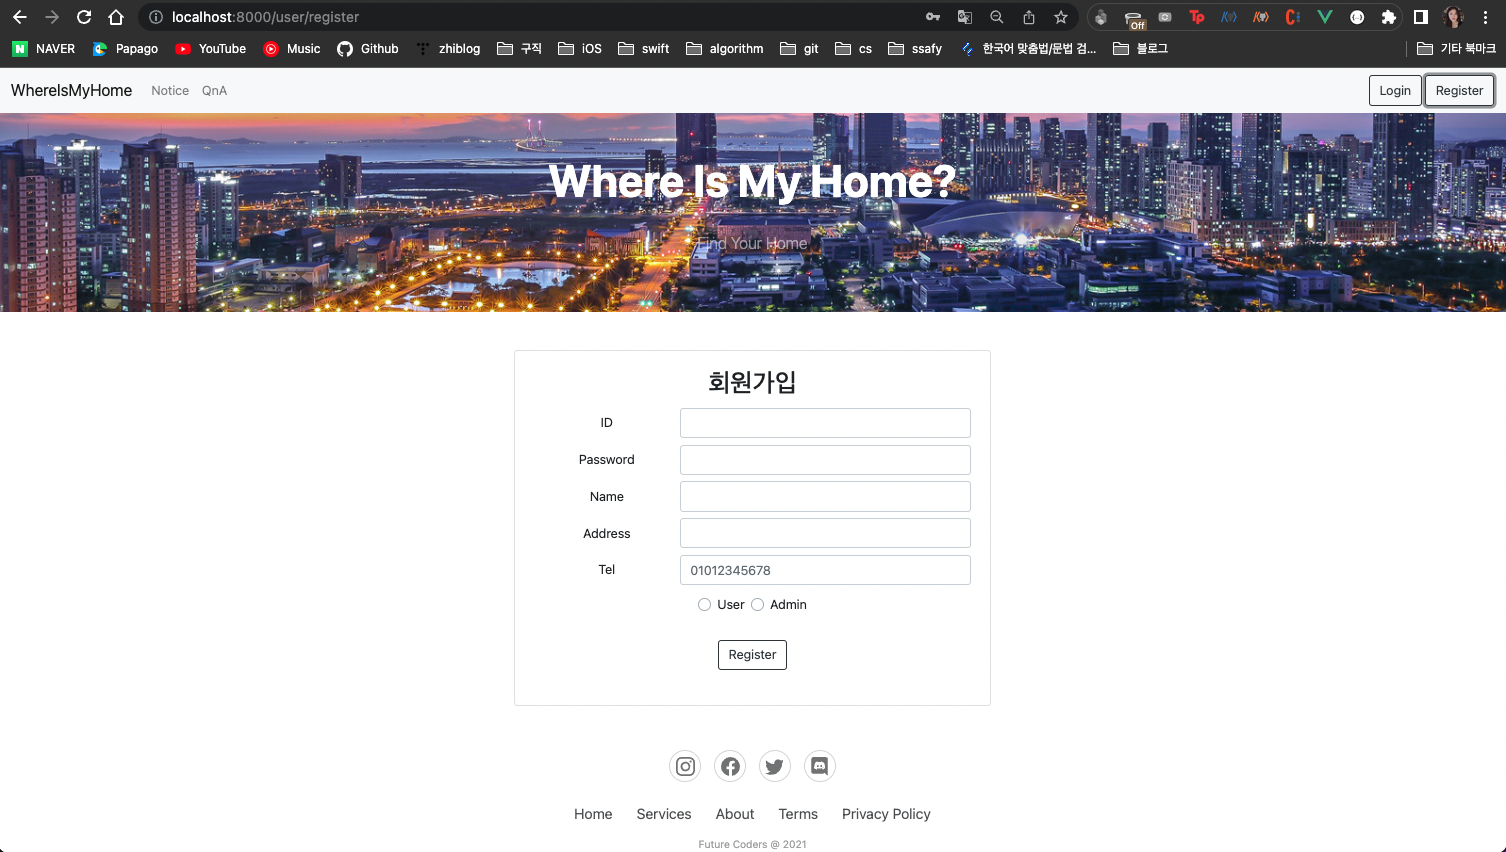 localhost:8000/user/register
Off
NAVER Papago YouTube Music Github zhiblog 구직 iOS swift algorithm git cs ssafy 한국어 맞춤법/문법 검... 블로그 기타 북마크
WhereIsMyHome Notice QnA Login Register
Where Is My Home?
Find Your Home
회원가입
ID
Password
Name
Address
Tel 01012345678
User Admin
Register
Home Services About Terms Privacy Policy
Future Coders @ 2021